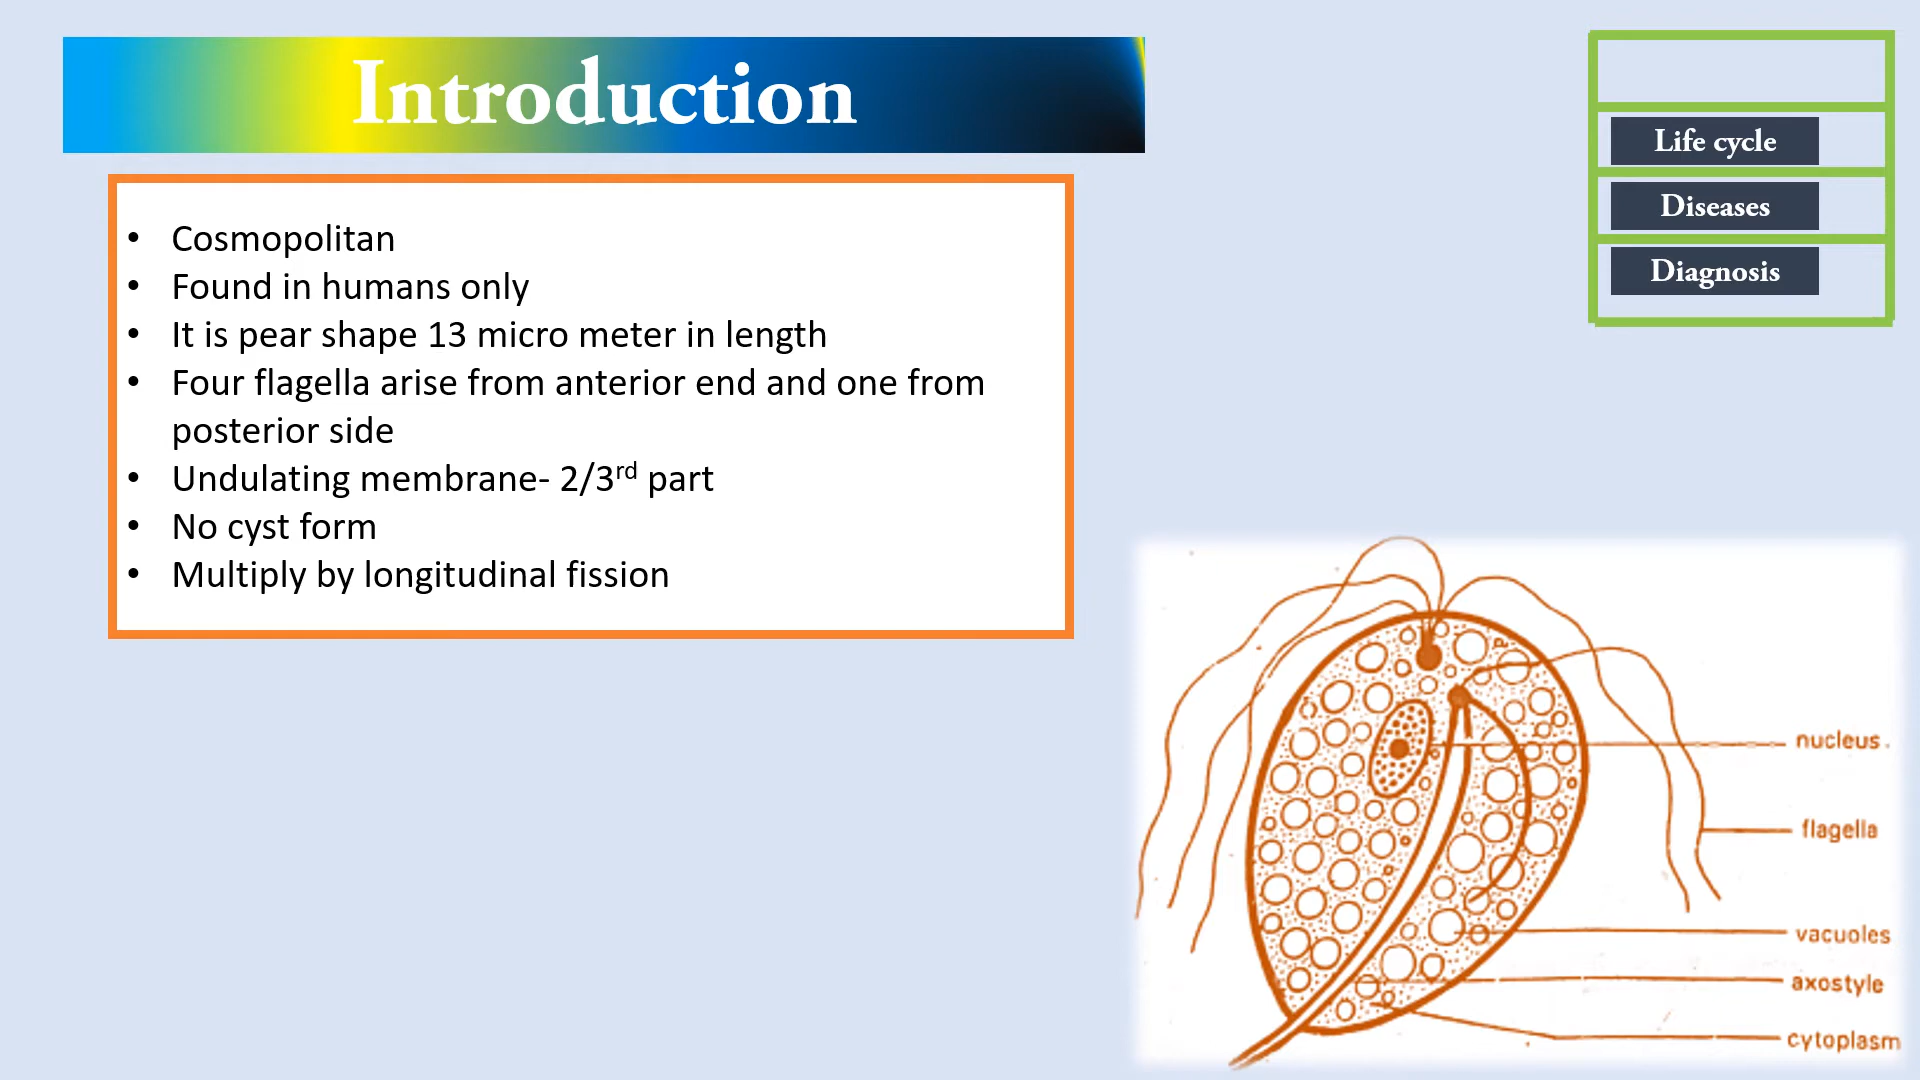 Introduction
Life cycle
Diseases
Diagnosis
• Cosmopolitan
• Found in humans only
• It is pear shape 13 micro meter in length
• Four flagella arise from anterior end and one from
posterior side
• Undulating membrane- 2/3rd part
• No cyst form
• Multiply by longitudinal fission
nucleus.
flagella
vacuoles
axostyle
cytoplasm